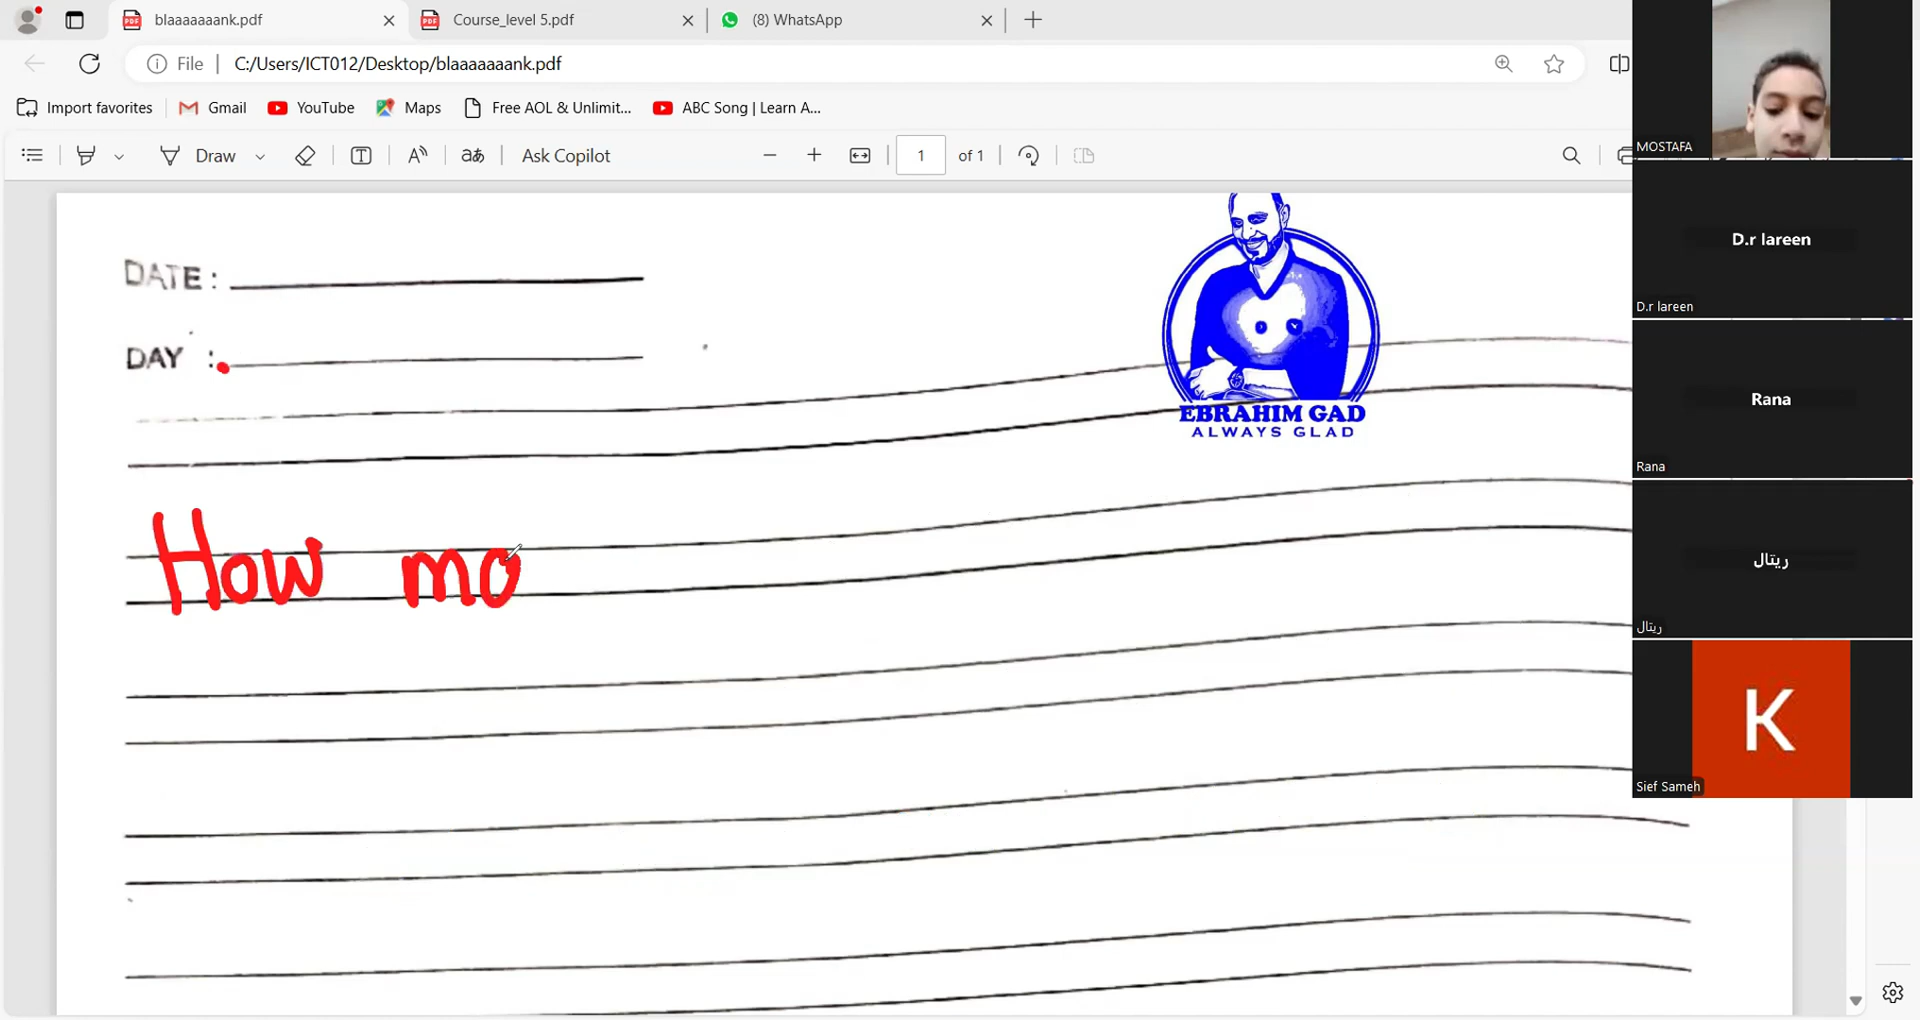 blaaaaaaank.pdf
Course_level 5.pdf
(8) WhatsApp
File
C:/Users/ICT012/Desktop/blaaaaaaank.pdf
Import favorites
Gmail
YouTube
Maps
Free AOL & Unlimit...
ABC Song | Learn A...
Draw
Ask Copilot
1
of 1
DATE :
DAY :
EBRAHIM GAD
ALWAYS GLAD
How mo
MOSTAFA
D.r lareen
D.r lareen
Rana
Rana
ريتال
ريتال
K
Sief Sameh